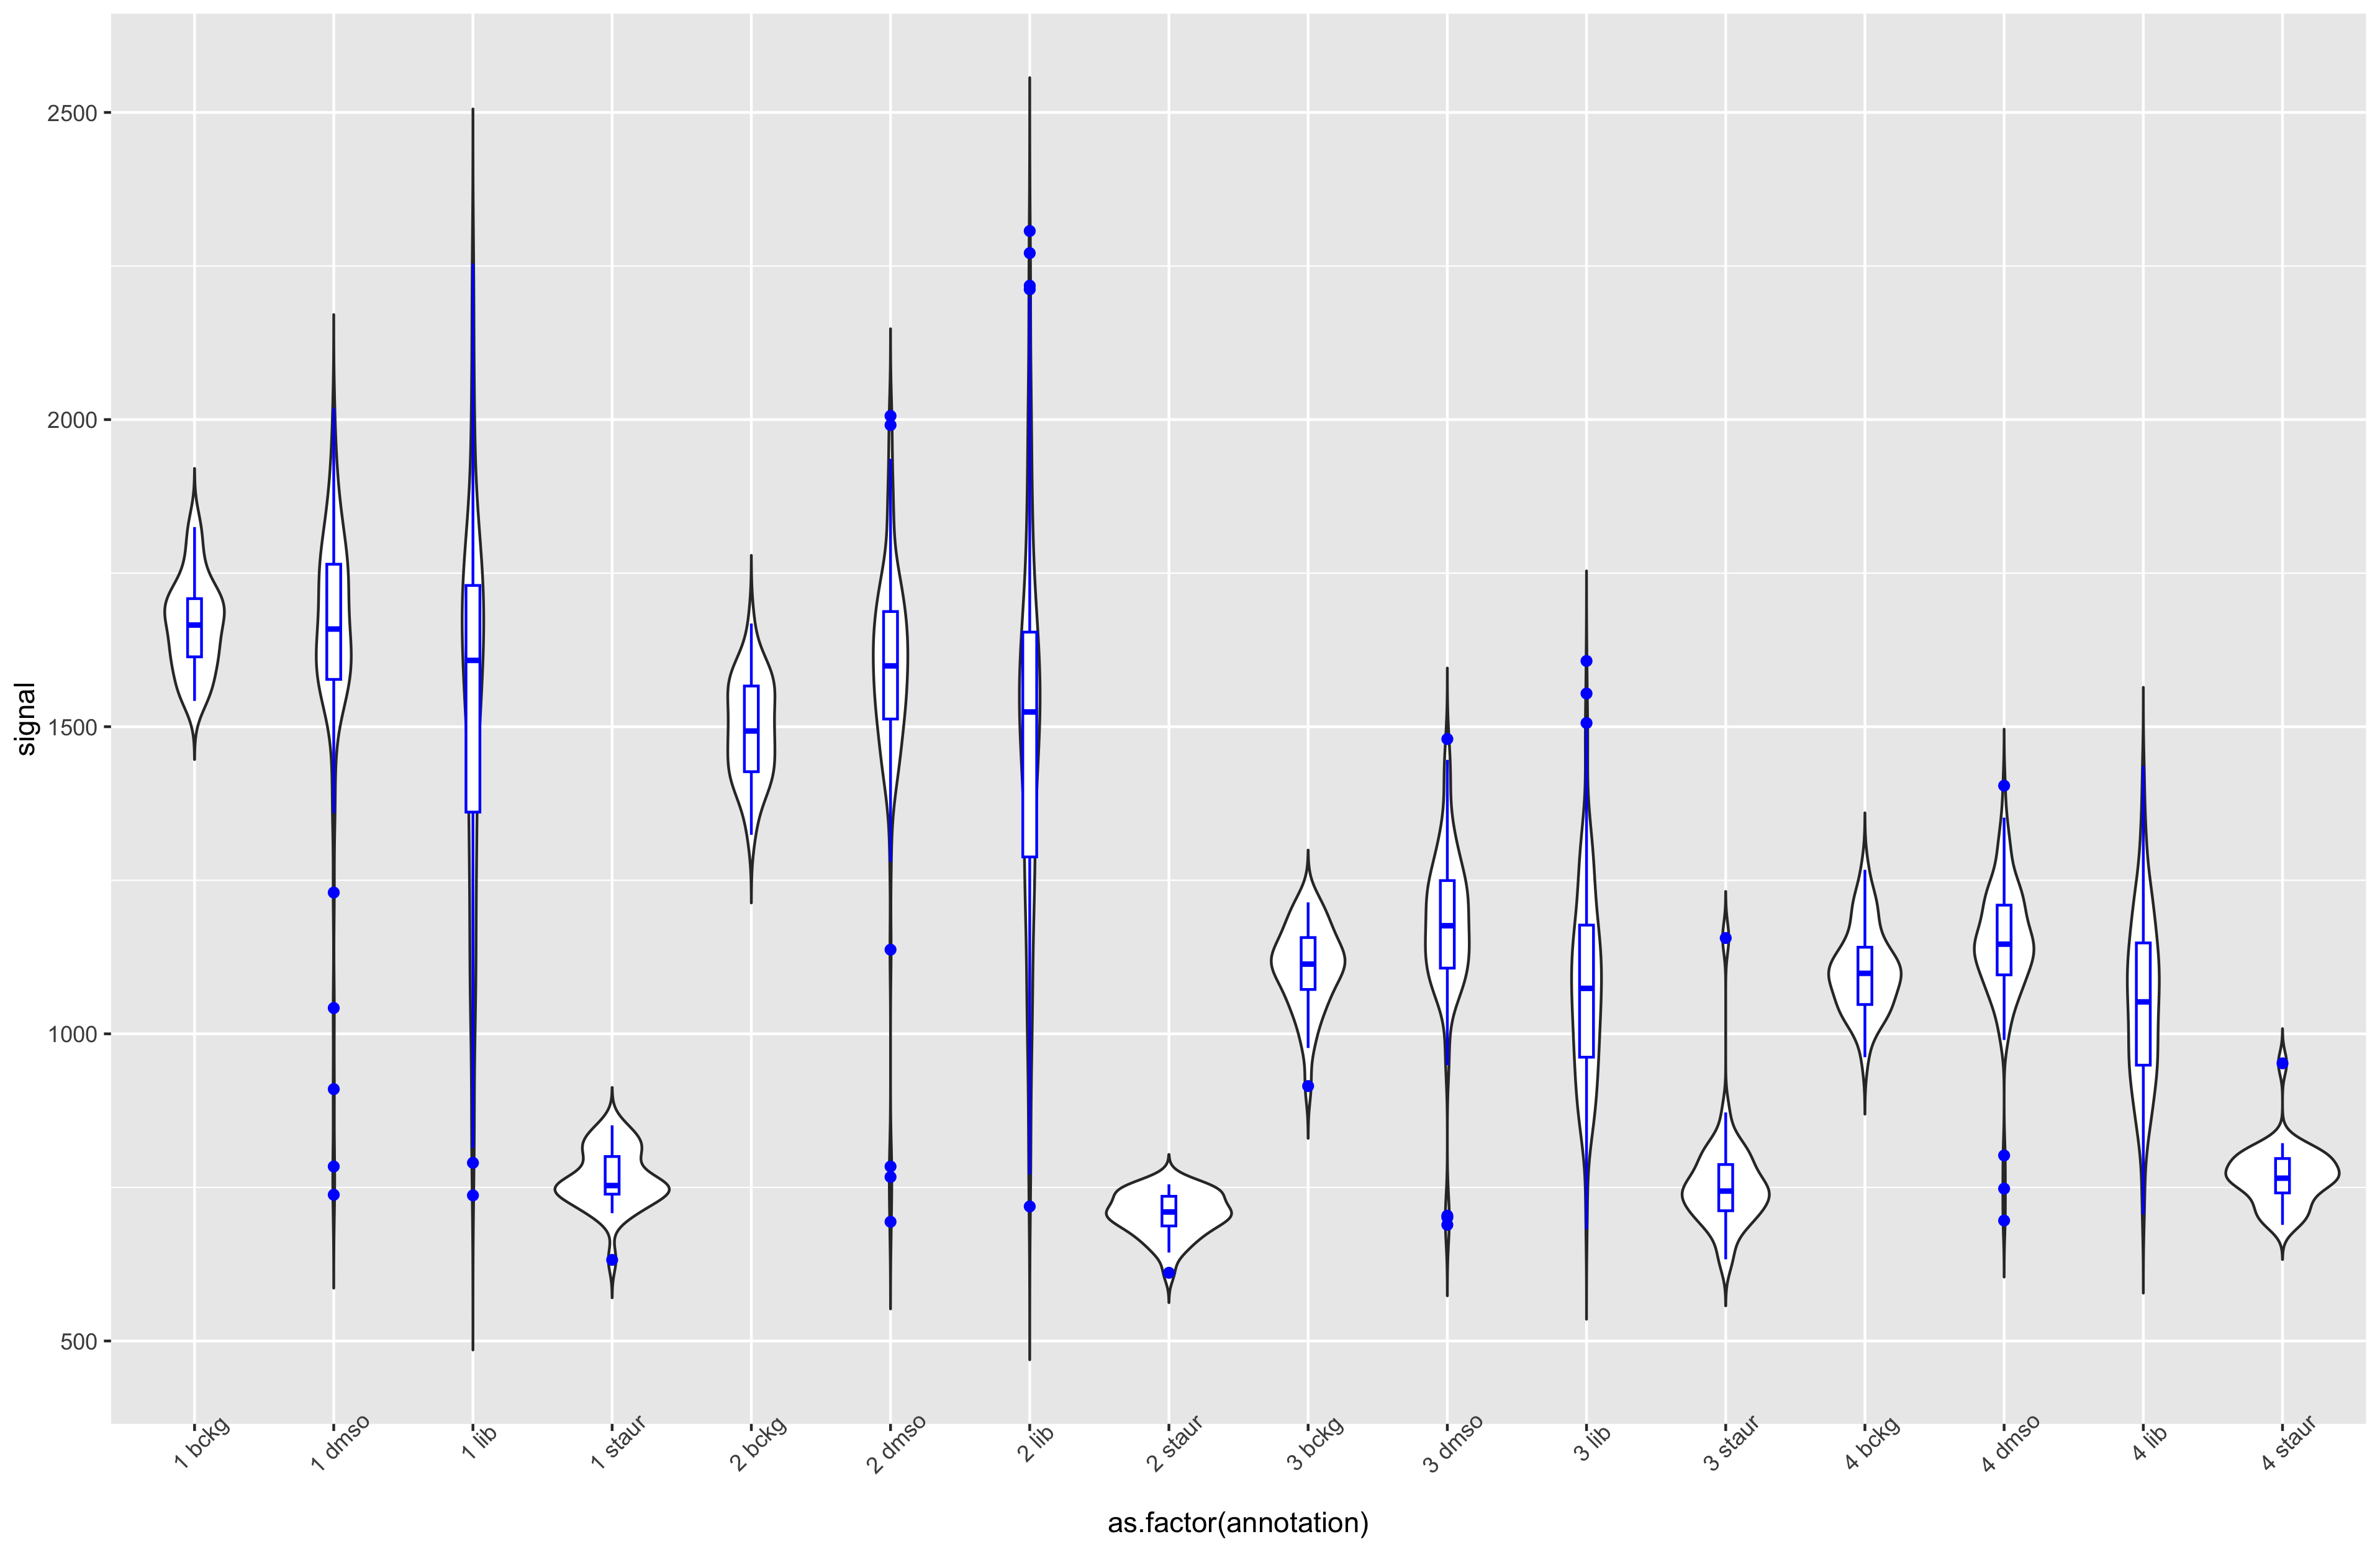 signal
2500
2000
1500
1000
500
1 bckg
1 dmso
1 lib
1 staur
2 bckg
2 dmso
2 lib
2 staur
3 bckg
3 dmso
3 lib
3 staur
4 bckg
4 dmso
4 lib
4 staur
as.factor(annotation)